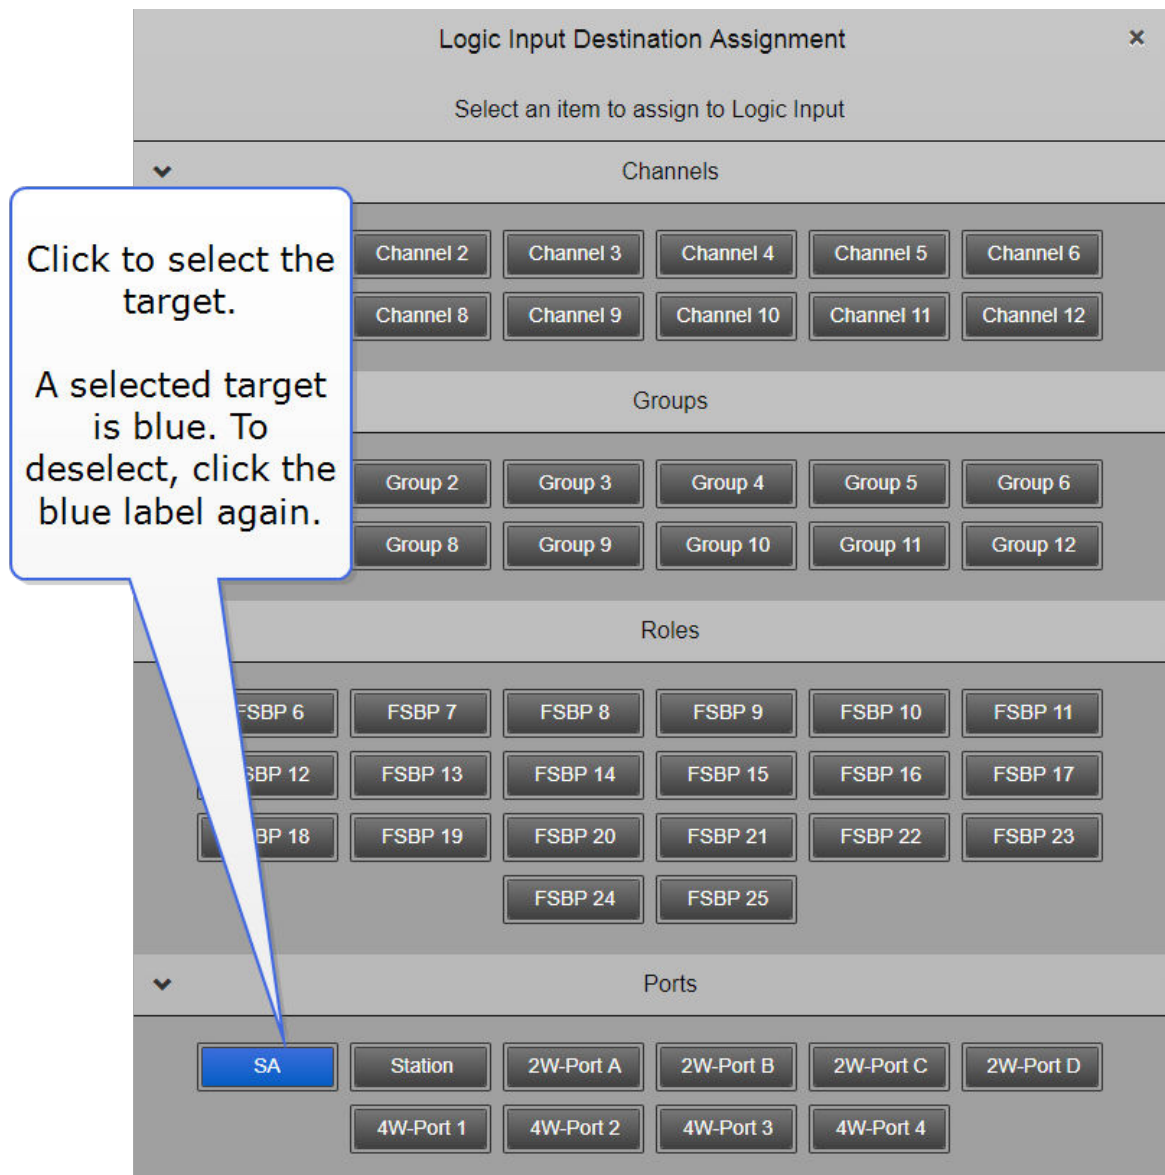 Logic Input Destination Assignment ×
Select an item to assign to Logic Input
Channels
Click to select the
target.
A selected target
is blue. To
deselect, click the
blue label again.
Channel 2 Channel 3 Channel 4 Channel 5 Channel 6
Channel 8 Channel 9 Channel 10 Channel 11 Channel 12
Groups
Group 2 Group 3 Group 4 Group 5 Group 6
Group 8 Group 9 Group 10 Group 11 Group 12
Roles
FSBP 6 FSBP 7 FSBP 8 FSBP 9 FSBP 10 FSBP 11
SBP 12 FSBP 13 FSBP 14 FSBP 15 FSBP 16 FSBP 17
BP 18 FSBP 19 FSBP 20 FSBP 21 FSBP 22 FSBP 23
FSBP 24 FSBP 25
Ports
SA Station 2W-Port A 2W-Port B 2W-Port C 2W-Port D
4W-Port 1 4W-Port 2 4W-Port 3 4W-Port 4